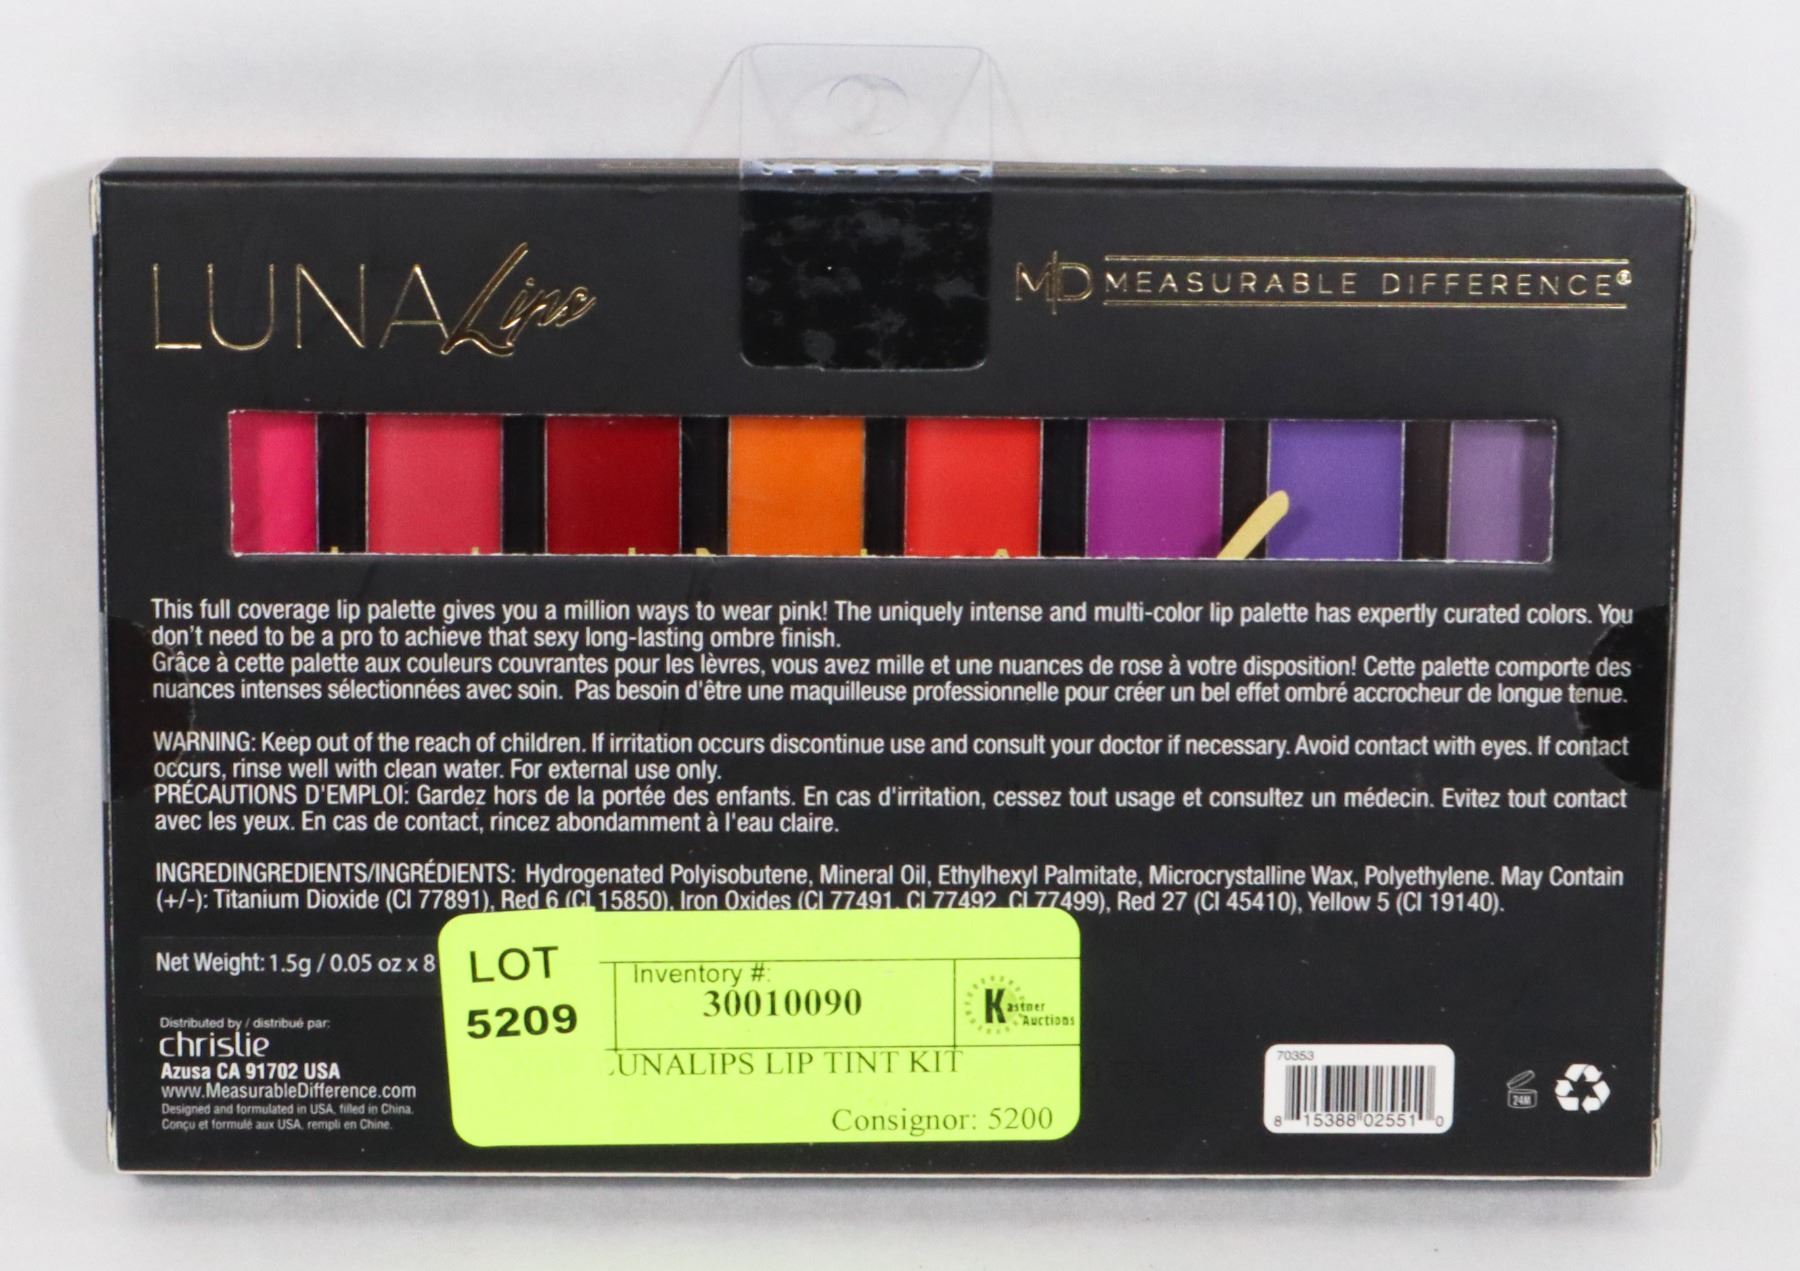 LUNA Lips
MD MEASURABLE DIFFERENCE®
This full coverage lip palette gives you a million ways to wear pink! The uniquely intense and multi-color lip palette has expertly curated colors. You
don't need to be a pro to achieve that sexy long-lasting ombre finish.
Grâce à cette palette aux couleurs couvrantes pour les lèvres, vous avez mille et une nuances de rose à votre disposition! Cette palette comporte des
nuances intenses sélectionnées avec soin. Pas besoin d'être une maquilleuse professionnelle pour créer un bel effet ombré accrocheur de longue tenue.
WARNING: Keep out of the reach of children. If irritation occurs discontinue use and consult your doctor if necessary. Avoid contact with eyes. If contact
occurs, rinse well with clean water. For external use only.
PRÉCAUTIONS D'EMPLOI: Gardez hors de la portée des enfants. En cas d'irritation, cessez tout usage et consultez un médecin. Evitez tout contact
avec les yeux. En cas de contact, rincez abondamment à l'eau claire.
INGREDINGREDIENTS/INGRÉDIENTS: Hydrogenated Polyisobutene, Mineral Oil, Ethylhexyl Palmitate, Microcrystalline Wax, Polyethylene. May Contain
(+/-): Titanium Dioxide (CI 77891), Red 6 (CI 15850), Iron Oxides (CI 77491, CI 77492, CI 77499), Red 27 (CI 45410), Yellow 5 (CI 19140).
Net Weight: 1.5g / 0.05 oz x 8
Distributed by / distribué par:
chrislie
Azusa CA 91702 USA
www.MeasurableDifference.com
Designed and formulated in USA, filled in China.
Conçu et formulé aux USA, rempli en Chine.
LOT
5209
Inventory #:
30010090
Kastner
Auctions
UNALIPS LIP TINT KIT
Consignor: 5200
70353
8 15388 02551 0
24M